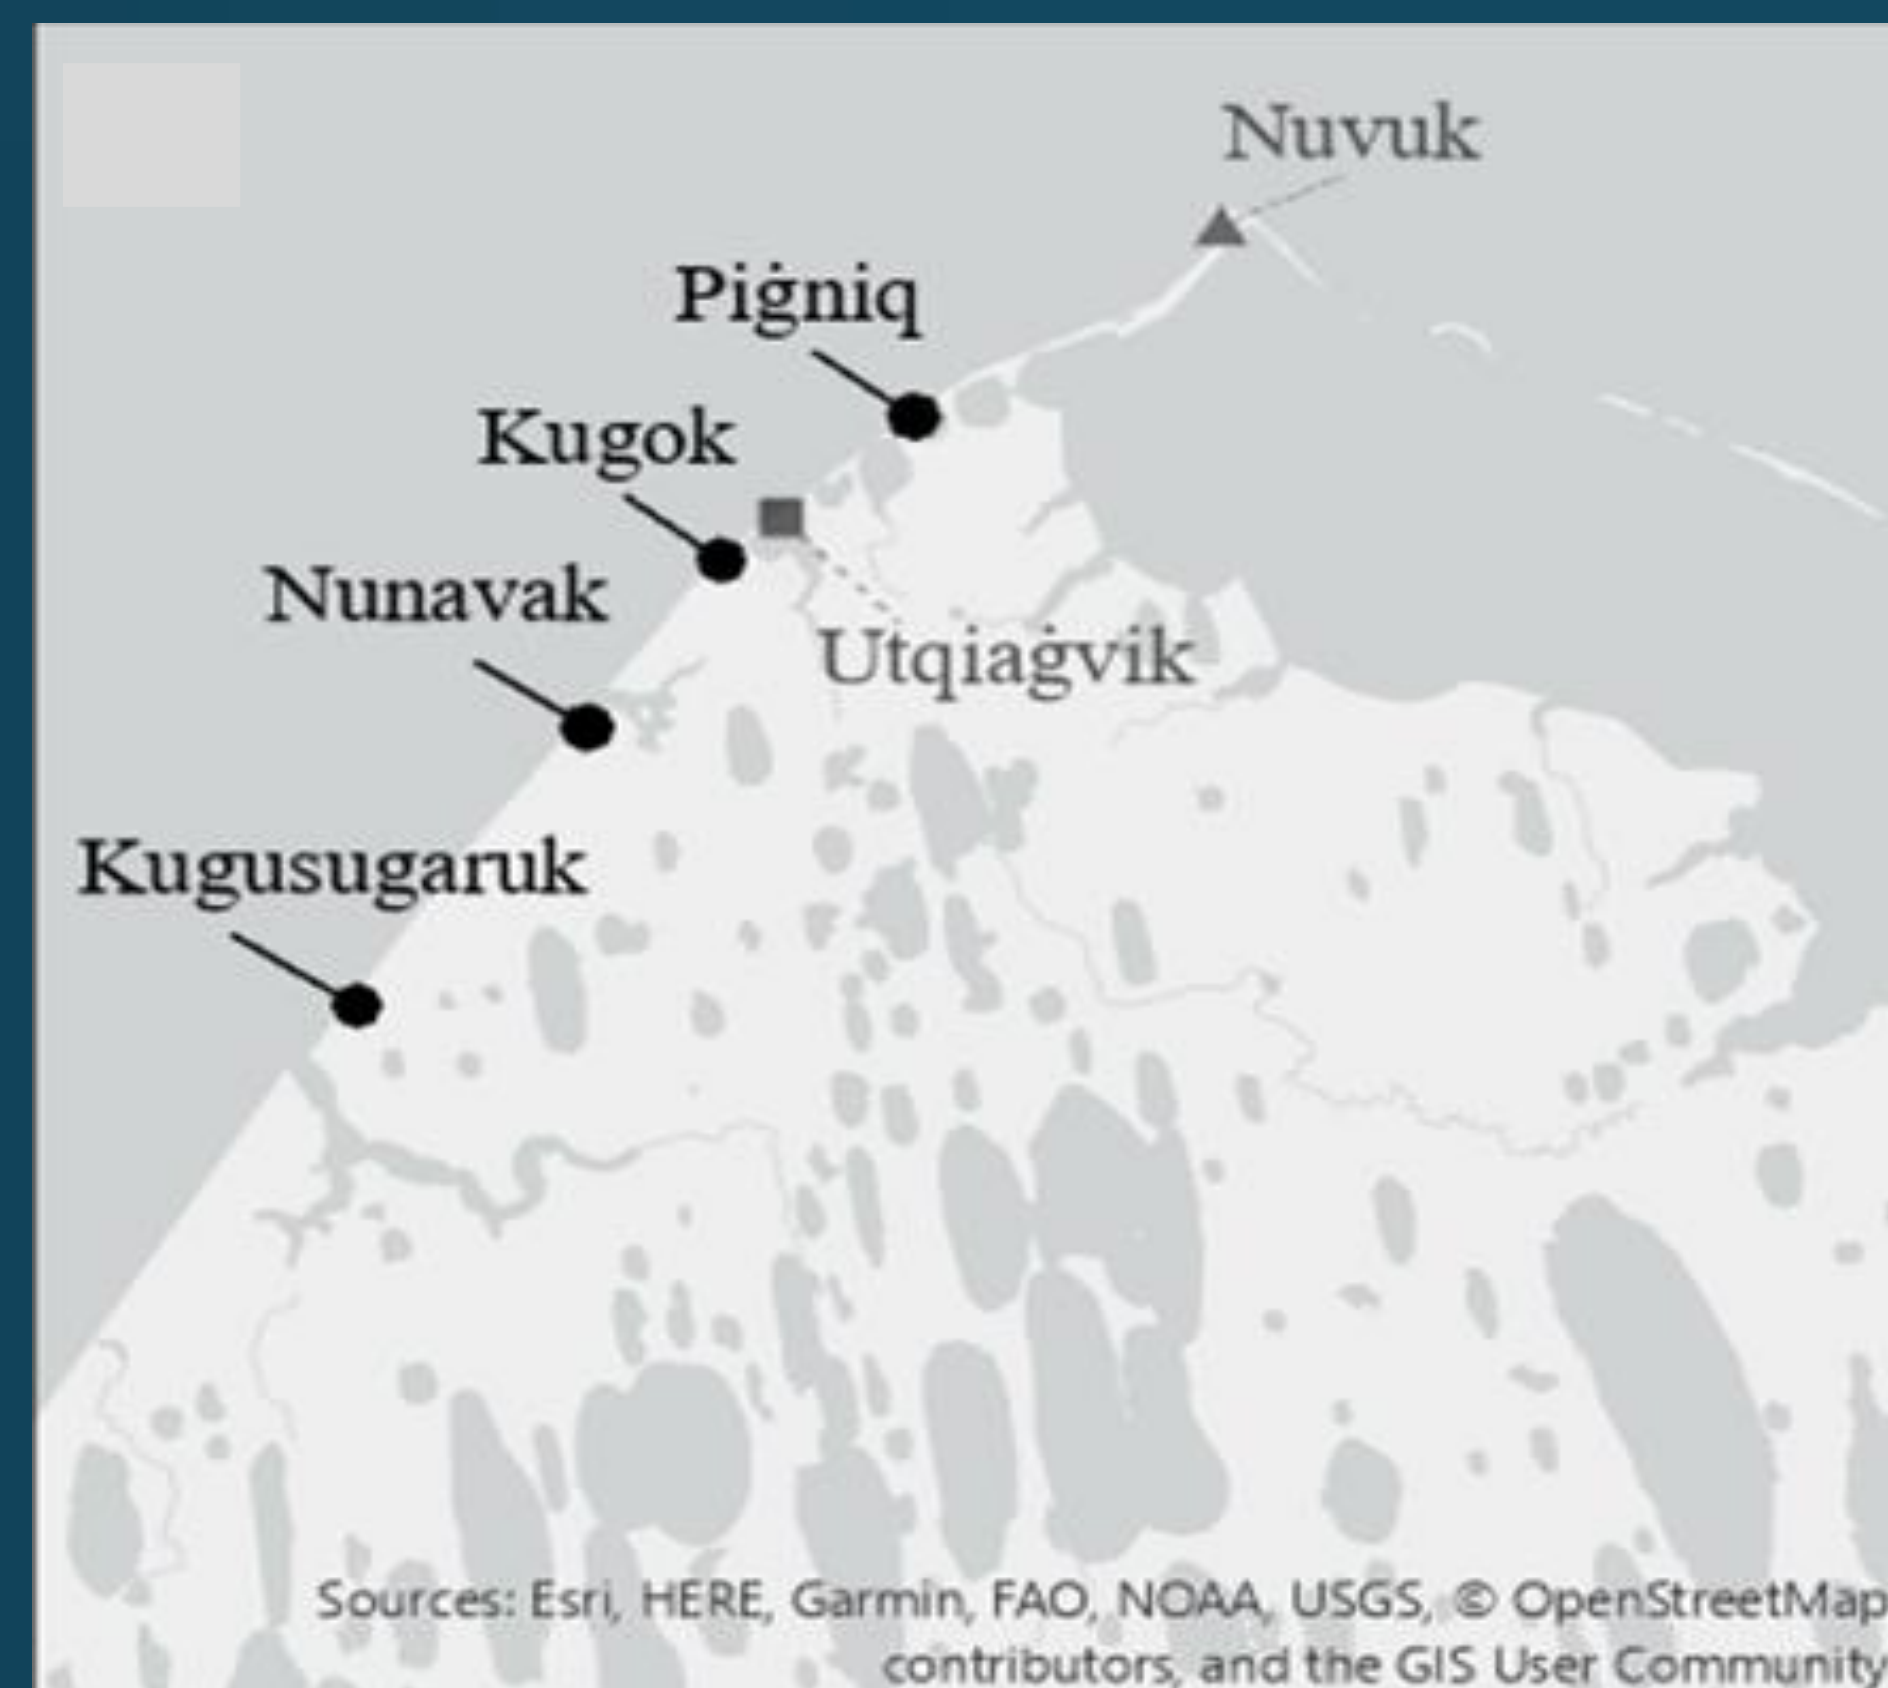 Nuvuk
Piġniq
Kugok
Nunavak
Utqiaġvik
Kugusugaruk
Sources: Esri, HERE, Garmin, FAO, NOAA, USGS, © OpenStreetMap
contributors, and the GIS User Community